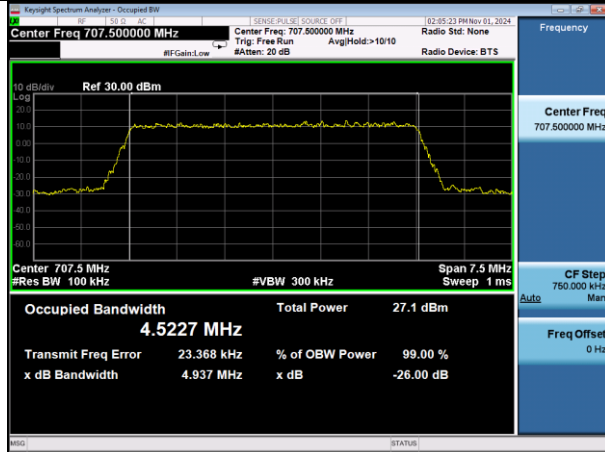 Keysight Spectrum Analyzer - Occupied BW
RF 50 Ω AC SENSE:PULSE SOURCE OFF 02:05:23 PM Nov 01, 2024
Center Freq 707.500000 MHz
Center Freq: 707.500000 MHz
Radio Std: None
Trig: Free Run Avg|Hold:>10/10
#IFGain:Low #Atten: 20 dB
Radio Device: BTS
Frequency
10 dB/div Ref 30.00 dBm
Log
20.0
10.0
0.00
-10.0
-20.0
-30.0
-40.0
-50.0
-60.0
Center 707.5 MHz Span 7.5 MHz
#Res BW 100 kHz #VBW 300 kHz Sweep 1 ms
Occupied Bandwidth Total Power 27.1 dBm
4.5227 MHz
Transmit Freq Error 23.368 kHz % of OBW Power 99.00 %
x dB Bandwidth 4.937 MHz x dB -26.00 dB
Center Freq
707.500000 MHz
CF Step
750.000 kHz
Auto Man
Freq Offset
0 Hz
MSG STATUS